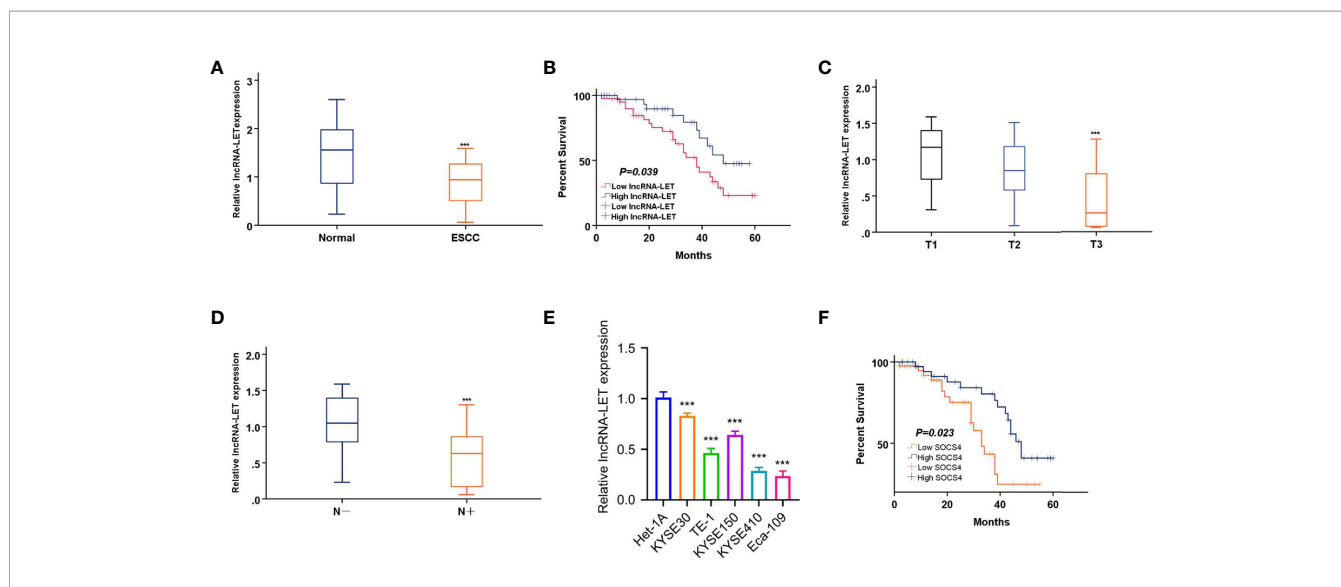 A
Relative lncRNA-LETexpression
3
2
1
0
***
Normal
ESCC
B
Percent Survival
100
50
P=0.039
Low lncRNA-LET
High lncRNA-LET
Low lncRNA-LET
High lncRNA-LET
0
20
40
60
Months
C
Relative lncRNA-LET expression
2.0
1.5
1.0
.5
.0
***
T1
T2
T3
D
Relative lncRNA-LET expression
2.0
1.5
1.0
.5
.0
***
N−
N+
E
Relative lncRNA-LET expression
1.5
1.0
0.5
0.0
***
***
***
***
***
Het-1A
KYSE30
TE-1
KYSE150
KYSE410
Eca-109
F
Percent Survival
100
50
P=0.023
Low SOCS4
High SOCS4
Low SOCS4
High SOCS4
0
20
40
60
Months